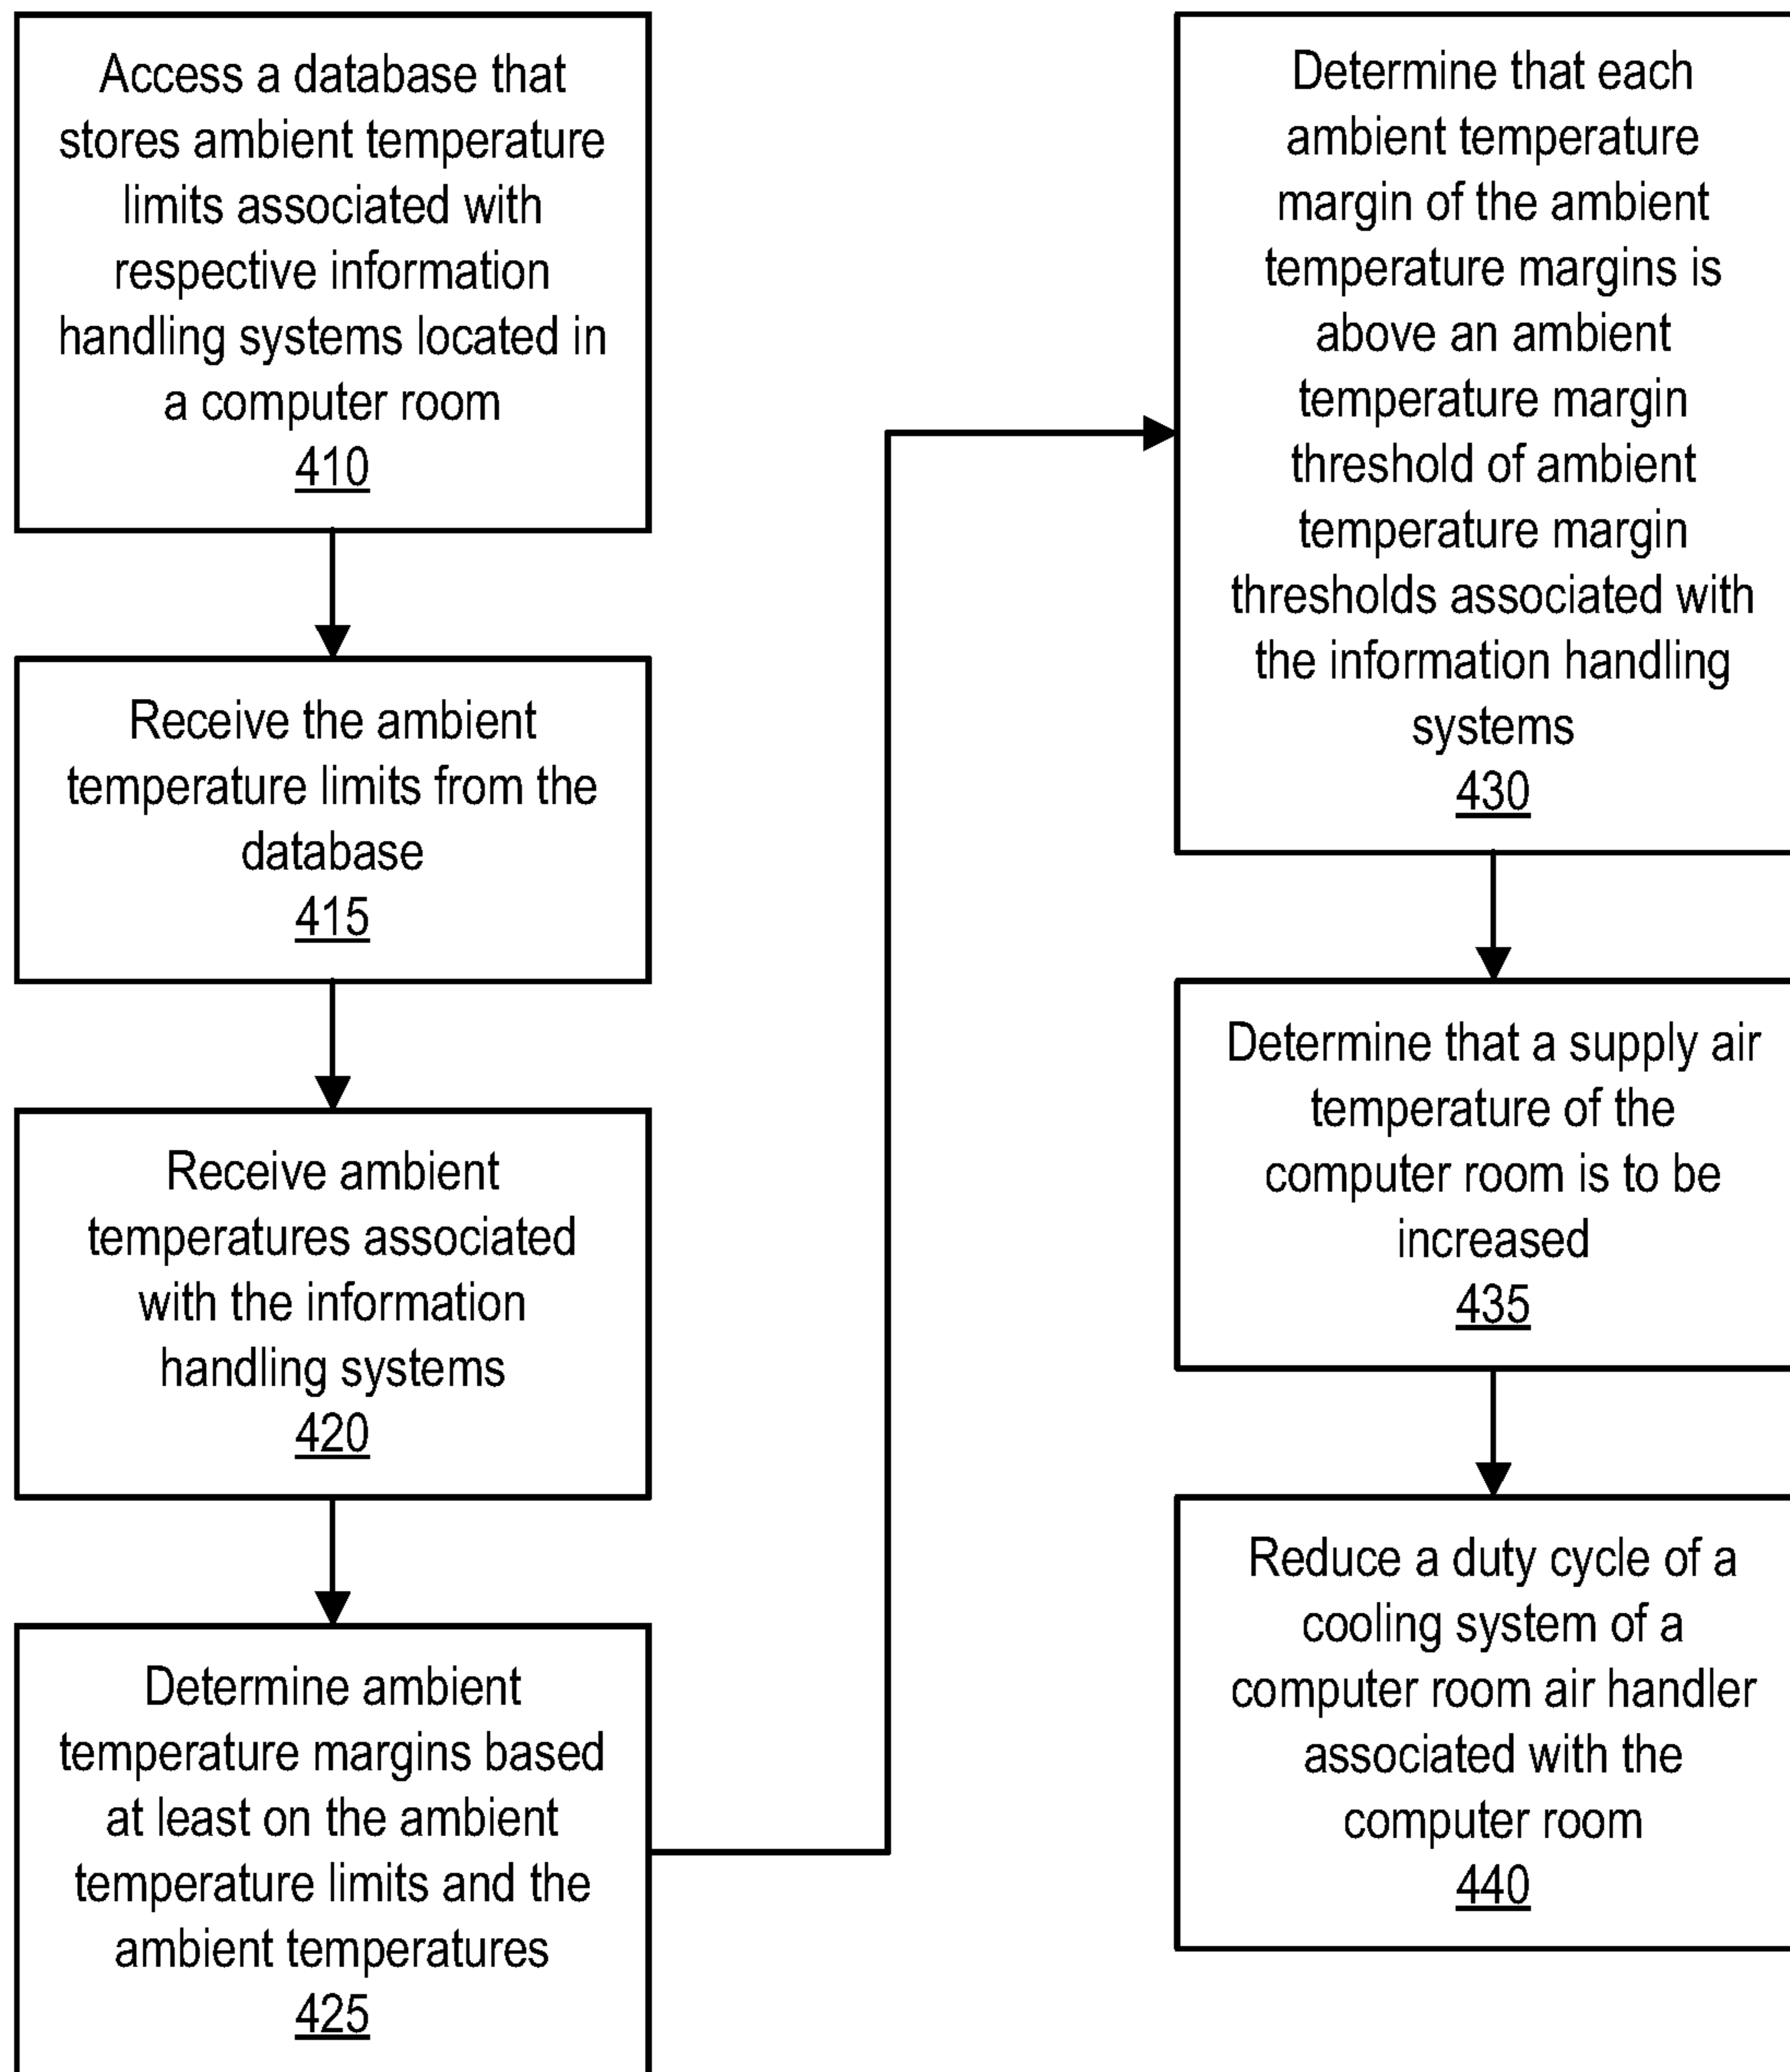 Access a database that
stores ambient temperature
limits associated with
respective information
handling systems located in
a computer room
410
Receive the ambient
temperature limits from the
database
415
Receive ambient
temperatures associated
with the information
handling systems
420
Determine ambient
temperature margins based
at least on the ambient
temperature limits and the
ambient temperatures
425
Determine that each
ambient temperature
margin of the ambient
temperature margins is
above an ambient
temperature margin
threshold of ambient
temperature margin
thresholds associated with
the information handling
systems
430
Determine that a supply air
temperature of the
computer room is to be
increased
435
Reduce a duty cycle of a
cooling system of a
computer room air handler
associated with the
computer room
440